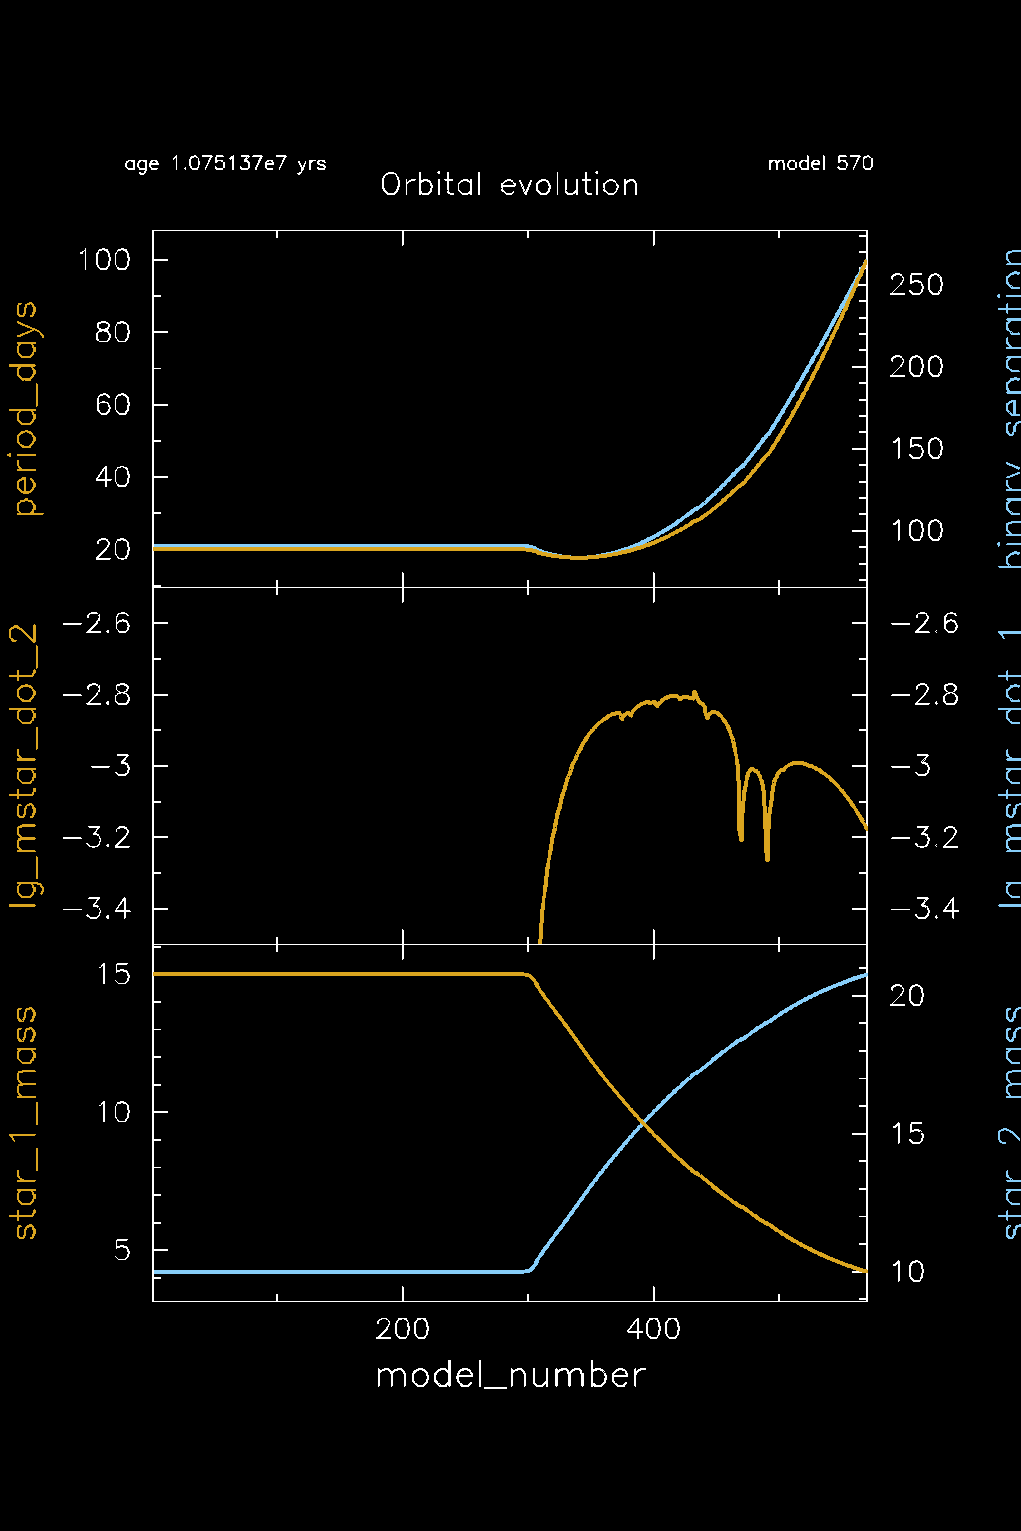 age 1.075137e7 yrs
model 570
Orbital evolution
period_days
100
80
60
40
20
250
200
150
100
binary_separation
lg_mstar_dot_2
−2.6
−2.8
−3
−3.2
−3.4
−2.6
−2.8
−3
−3.2
−3.4
lg_mstar_dot_1
star_1_mass
15
10
5
20
15
10
star_2_mass
200
400
model_number